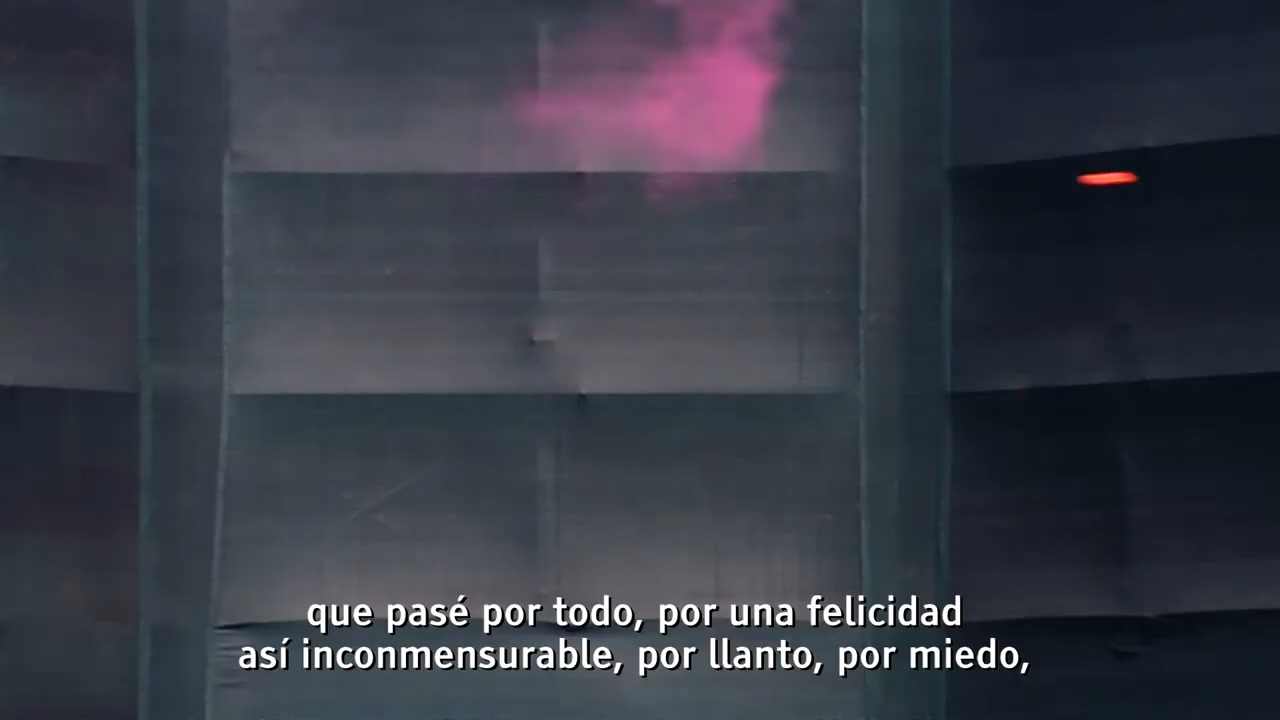 que pasé por todo, por una felicidad
así inconmensurable, por llanto, por miedo,